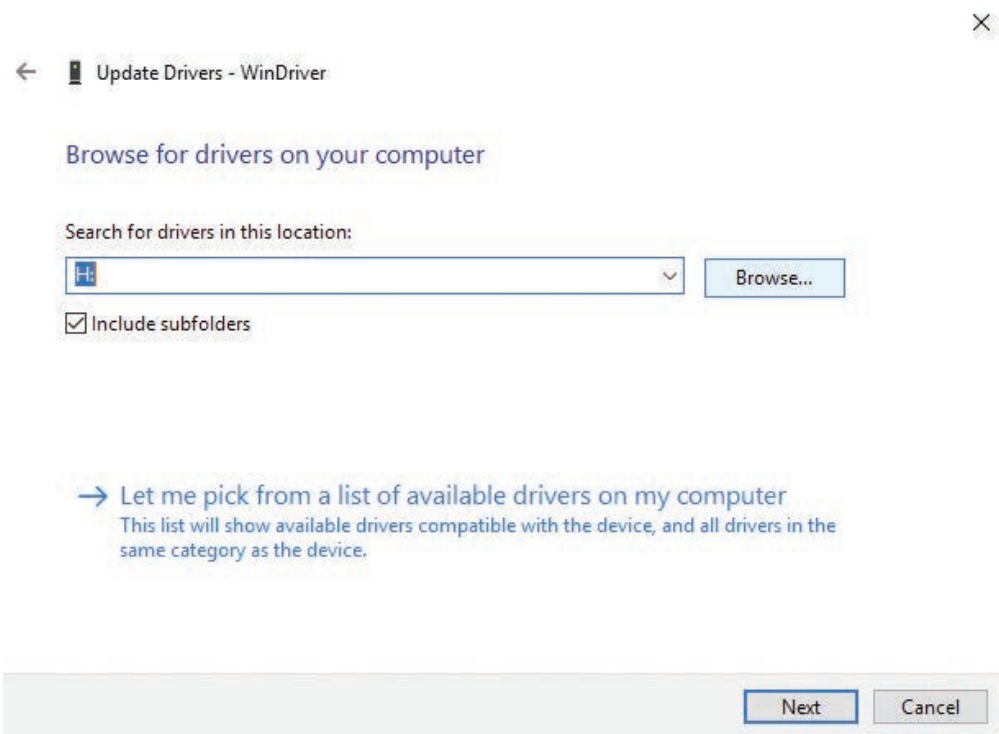 Update Drivers - WinDriver
Browse for drivers on your computer
Search for drivers in this location:
H:
Browse...
Include subfolders
Let me pick from a list of available drivers on my computer
This list will show available drivers compatible with the device, and all drivers in the
same category as the device.
Next
Cancel